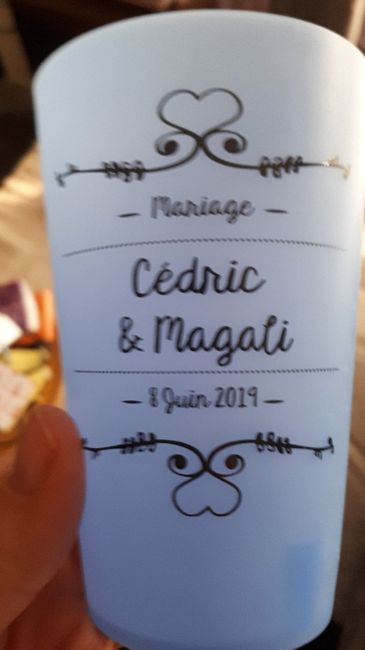 — Mariage —
Cédric
& Magali
— 8 Juin 2019 —